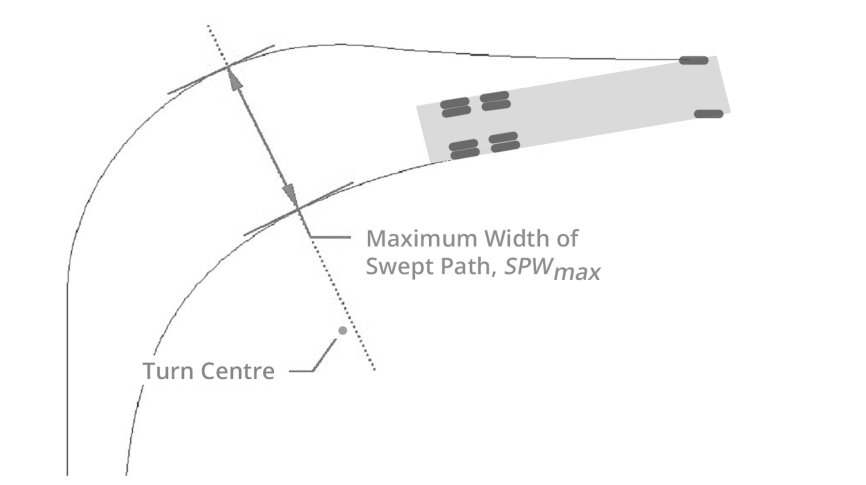 Maximum Width of
Swept Path, SPWmax
Turn Centre